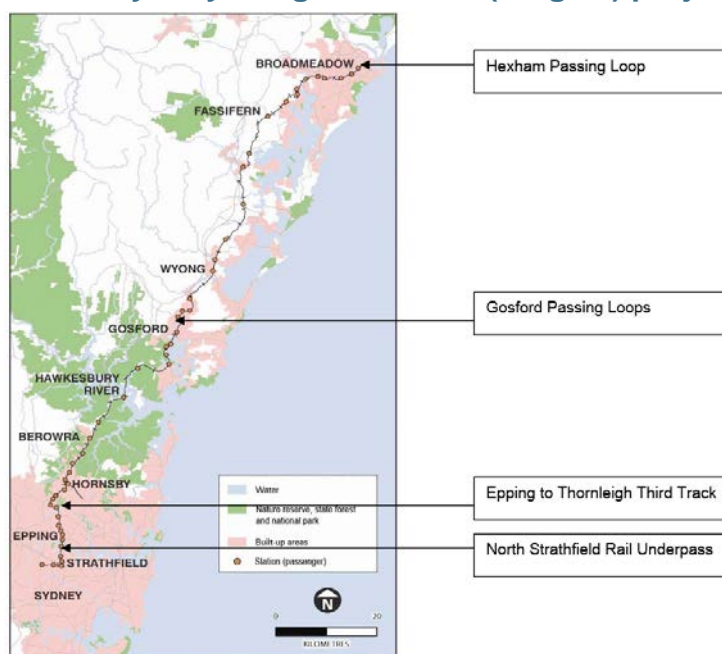 BROADMEADOW
Hexham Passing Loop
FASSIFERN
WYONG
GOSFORD
Gosford Passing Loops
HAWKESBURY
RIVER
BEROWRA
HORNSBY
Water
Nature reserve, state forest
and national park
Built-up areas
Station (passenger)
Epping to Thornleigh Third Track
EPPING
North Strathfield Rail Underpass
STRATHFIELD
SYDNEY
N
0 20
KILOMETRES